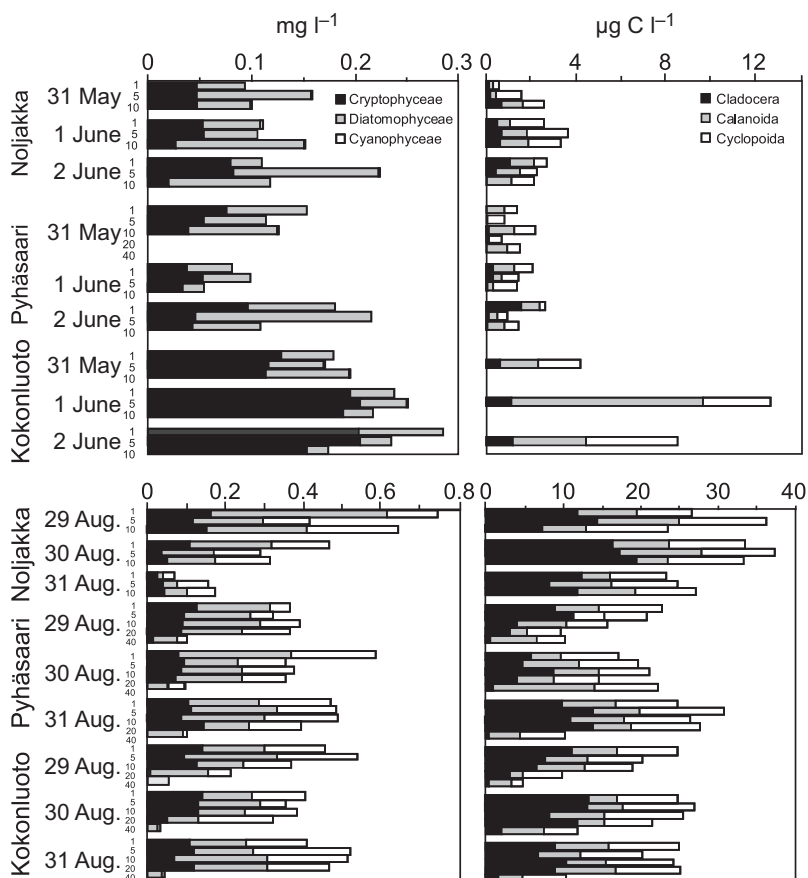 mg l–1
µg C l–1
0 0.1 0.2 0.3
0 4 8 12
Noljakka
31 May 1 5 10
1 June 1 5 10
2 June 1 5 10
Cryptophyceae
Diatomophyceae
Cyanophyceae
Cladocera
Calanoida
Cyclopoida
Pyhäsaari
31 May 1 5 10 20 40
1 June 1 5 10
2 June 1 5 10
Kokonluoto
31 May 1 5 10
1 June 1 5 10
2 June 1 5 10
0 0.2 0.4 0.6 0.8
0 10 20 30 40
Noljakka
29 Aug. 1 5 10
30 Aug. 1 5 10
31 Aug. 1 5 10
Pyhäsaari
29 Aug. 1 5 10 20 40
30 Aug. 1 5 10 20 40
31 Aug. 1 5 10 20 40
Kokonluoto
29 Aug. 1 5 10 20 40
30 Aug. 1 5 10 20 40
31 Aug. 1 5 10 20 40